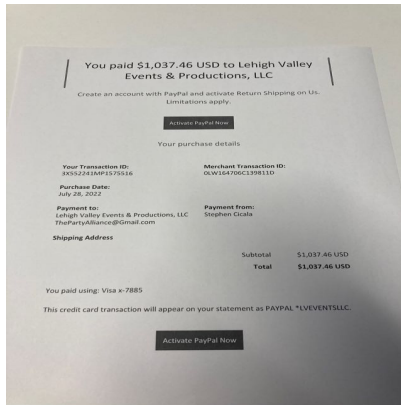 You paid $1,037.46 USD to Lehigh Valley
Events & Productions, LLC
Create an account with PayPal and activate Return Shipping on Us.
Limitations apply.
Activate PayPal Now
Your purchase details
Your Transaction ID:
3X552241MP1575516
Merchant Transaction ID:
0LW164706C139811D
Purchase Date:
July 28, 2022
Payment to:
Lehigh Valley Events & Productions, LLC
ThePartyAlliance@Gmail.com
Payment from:
Stephen Cicala
Shipping Address
Subtotal $1,037.46 USD
Total $1,037.46 USD
You paid using: Visa x-7885
This credit card transaction will appear on your statement as PAYPAL *LVEVENTSLLC.
Activate PayPal Now